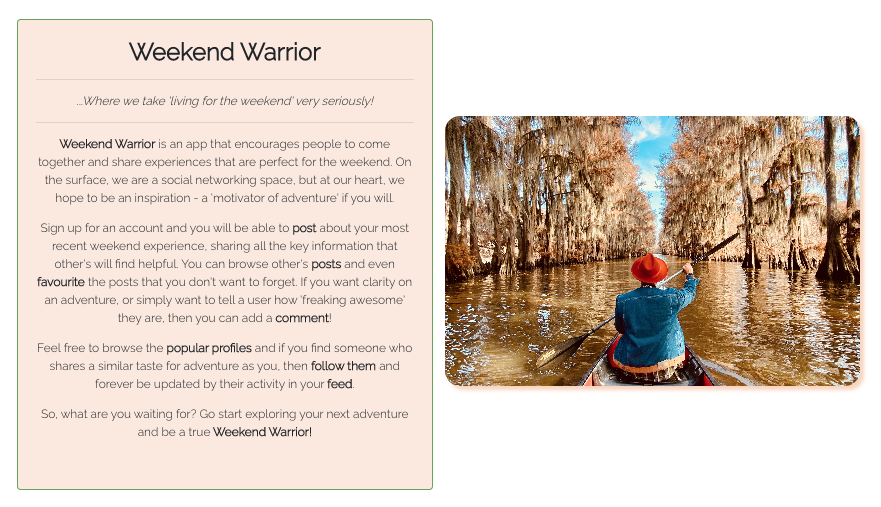 Weekend Warrior
...Where we take 'living for the weekend' very seriously!
Weekend Warrior is an app that encourages people to come
together and share experiences that are perfect for the weekend. On
the surface, we are a social networking space, but at our heart, we
hope to be an inspiration - a 'motivator of adventure' if you will.
Sign up for an account and you will be able to post about your most
recent weekend experience, sharing all the key information that
other's will find helpful. You can browse other's posts and even
favourite the posts that you don't want to forget. If you want clarity on
an adventure, or simply want to tell a user how 'freaking awesome'
they are, then you can add a comment!
Feel free to browse the popular profiles and if you find someone who
shares a similar taste for adventure as you, then follow them and
forever be updated by their activity in your feed.
So, what are you waiting for? Go start exploring your next adventure
and be a true Weekend Warrior!